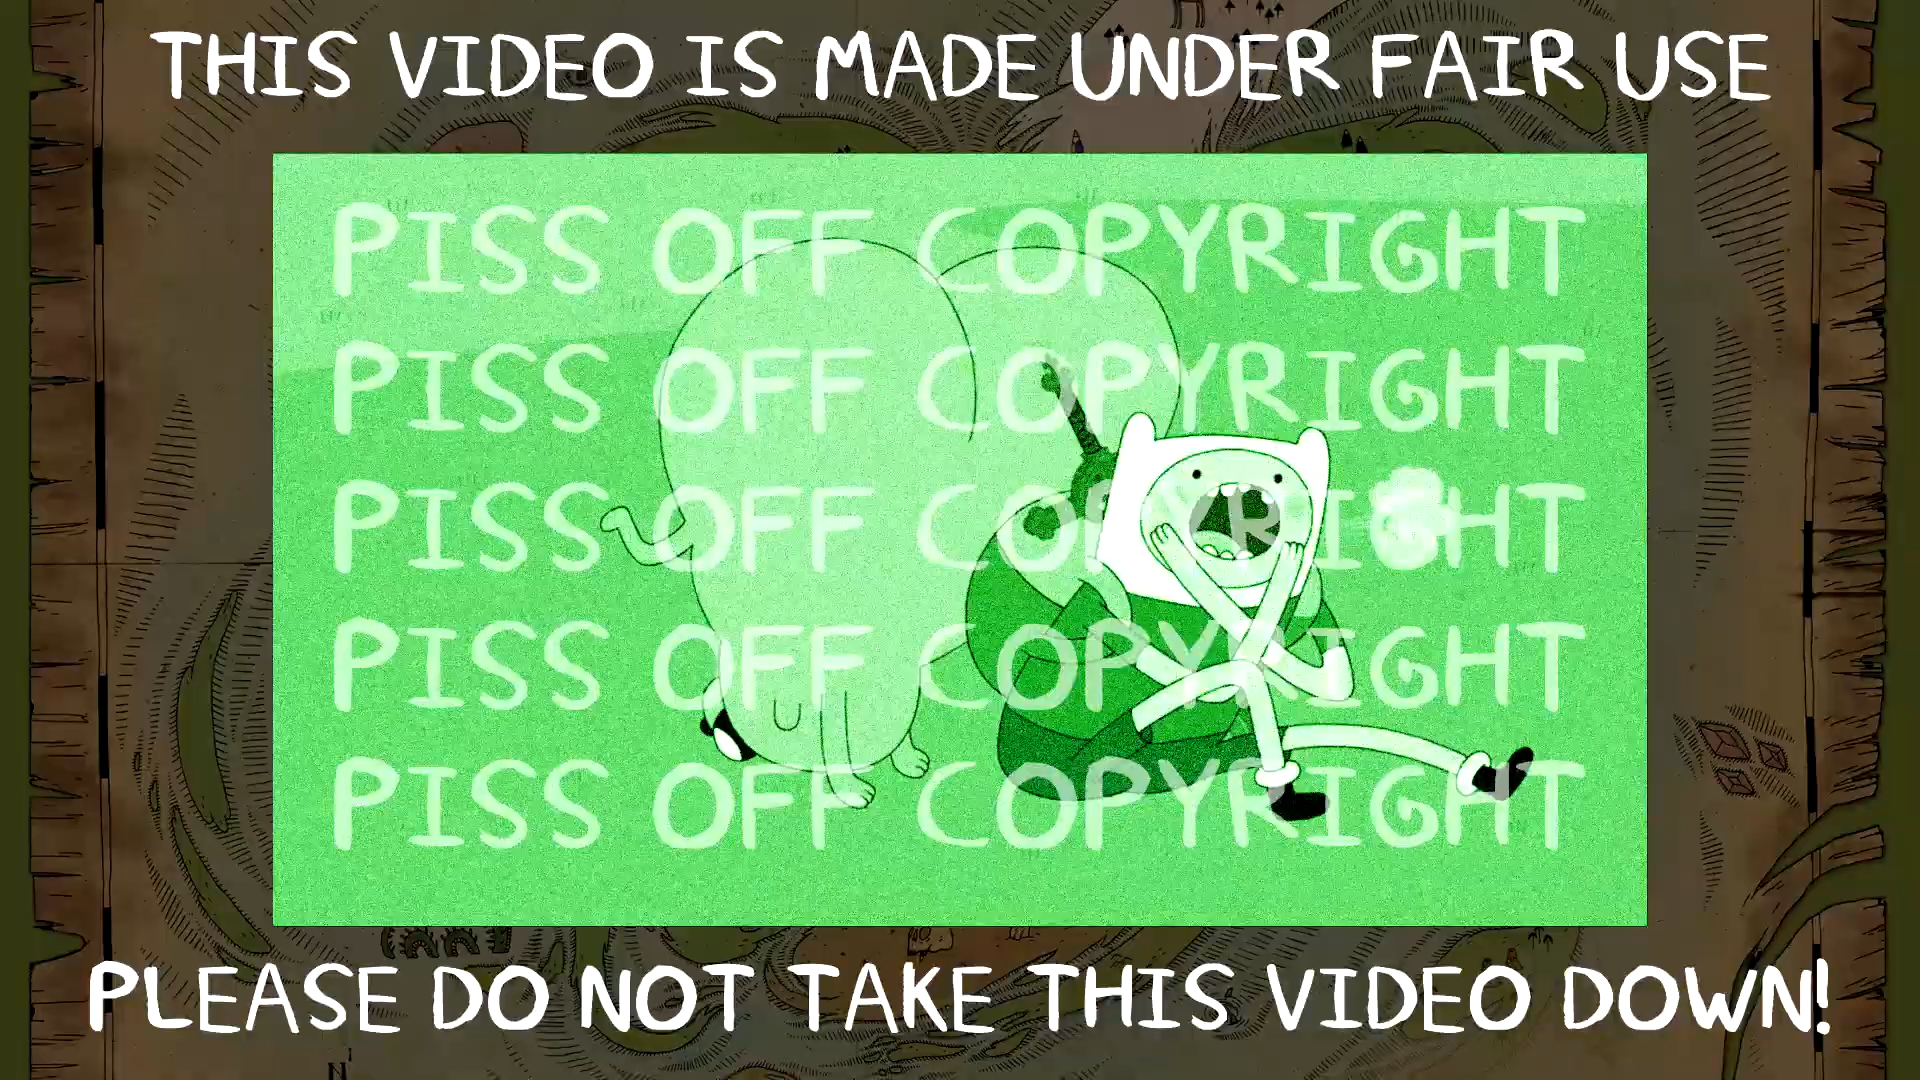 THIS VIDEO IS MADE UNDER FAIR USE
PISS OFF COPYRIGHT
PISS OFF COPYRIGHT
PISS OFF COPYRIGHT
PISS OFF COPYRIGHT
PISS OFF COPYRIGHT
PLEASE DO NOT TAKE THIS VIDEO DOWN!
N